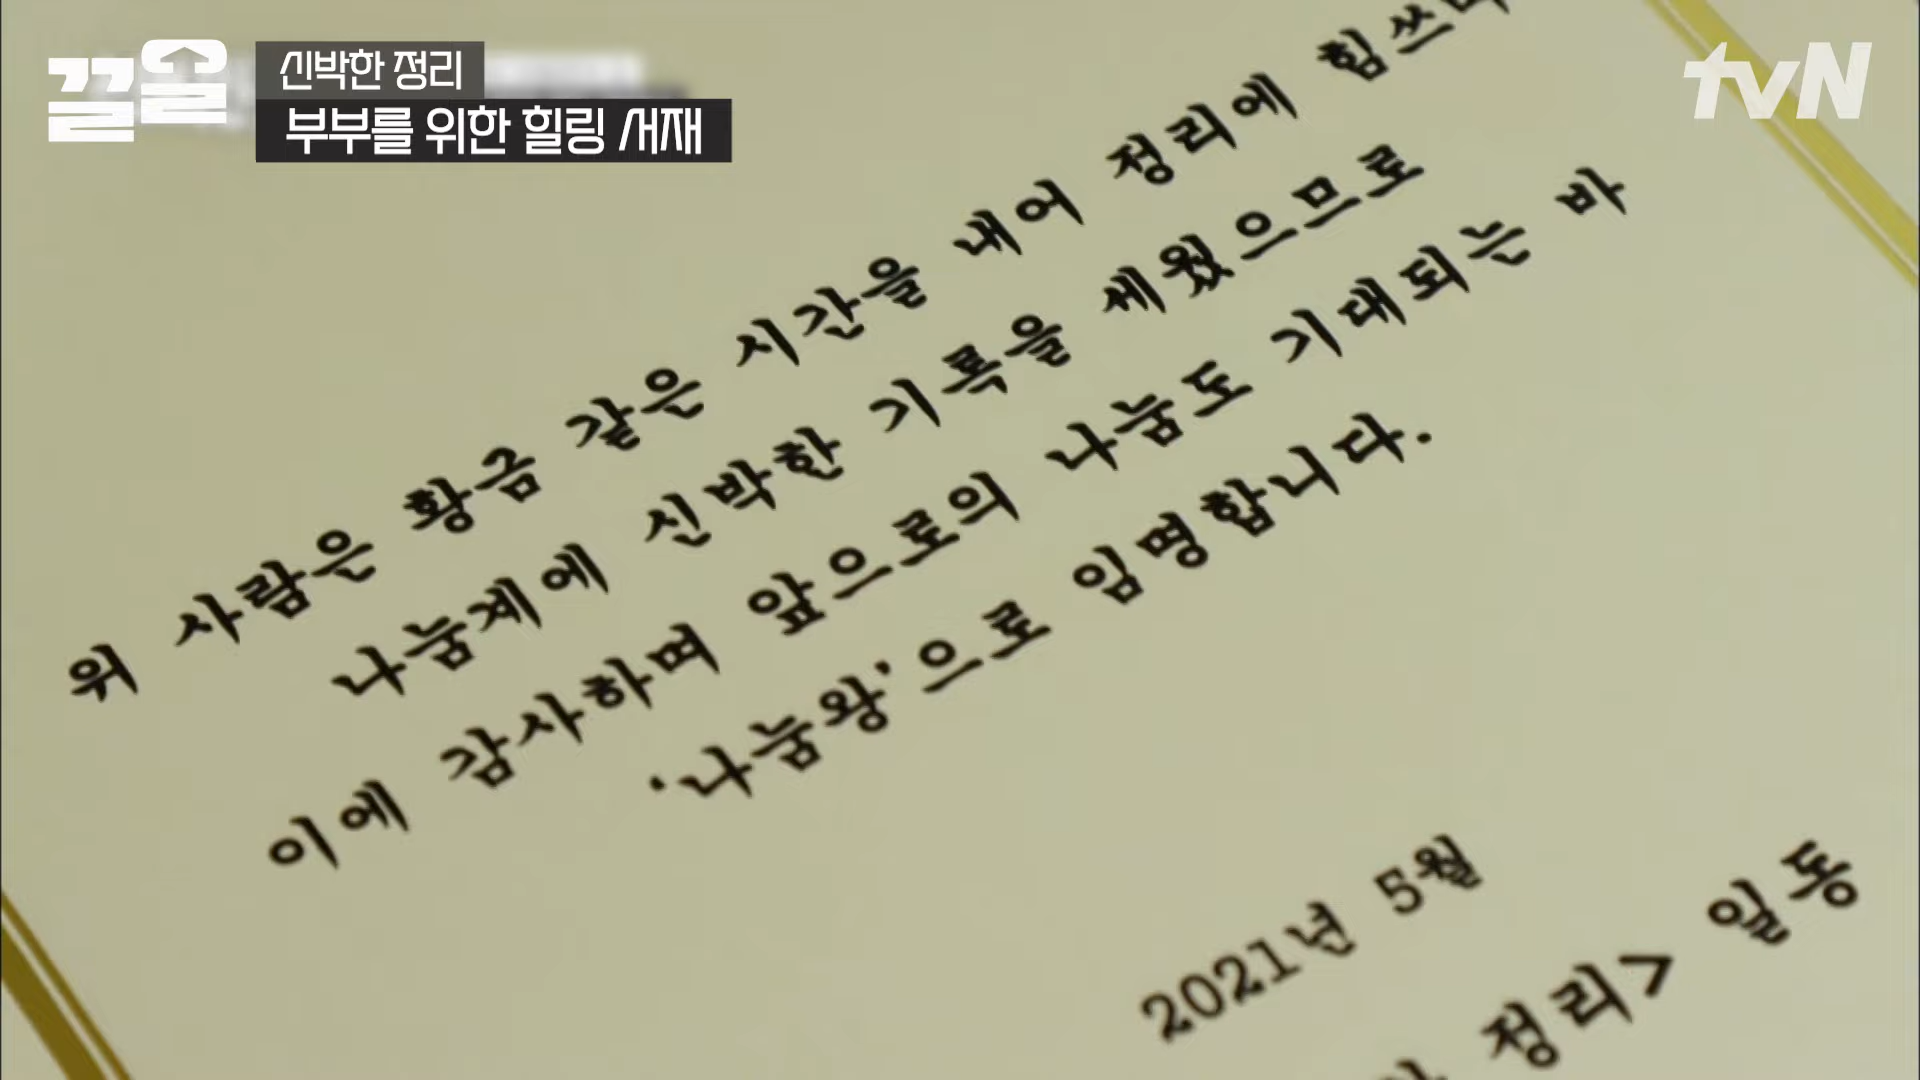 끌올
신박한 정리
부부를 위한 힐링 서재
tvN
위 사람은 황금 같은 시간을 내어 정리에 힘쓰며
나눔계에 신박한 기록을 세웠으므로
이에 감사하며 앞으로의 나눔도 기대되는 바
'나눔왕'으로 임명합니다.
2021년 5월
정리> 일동